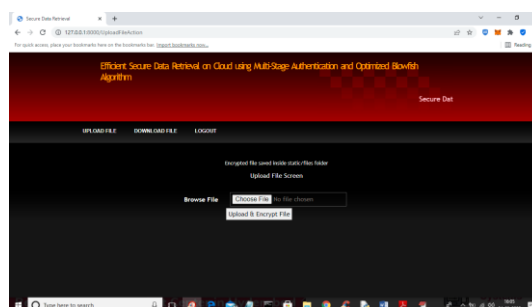 Secure Data Retrieval
127.0.0.1:8000/UploadFileAction
For quick access, place your bookmarks here on the bookmarks bar. Import bookmarks now...
Reading
Efficient Secure Data Retrieval on Cloud using Multi-Stage Authentication and Optimized Blowfish
Algorithm
Secure Dat
UPLOAD FILE DOWNLOAD FILE LOGOUT
Encrypted file saved inside static/files folder
Upload File Screen
Browse File Choose File No file chosen
Upload & Encrypt File
Type here to search